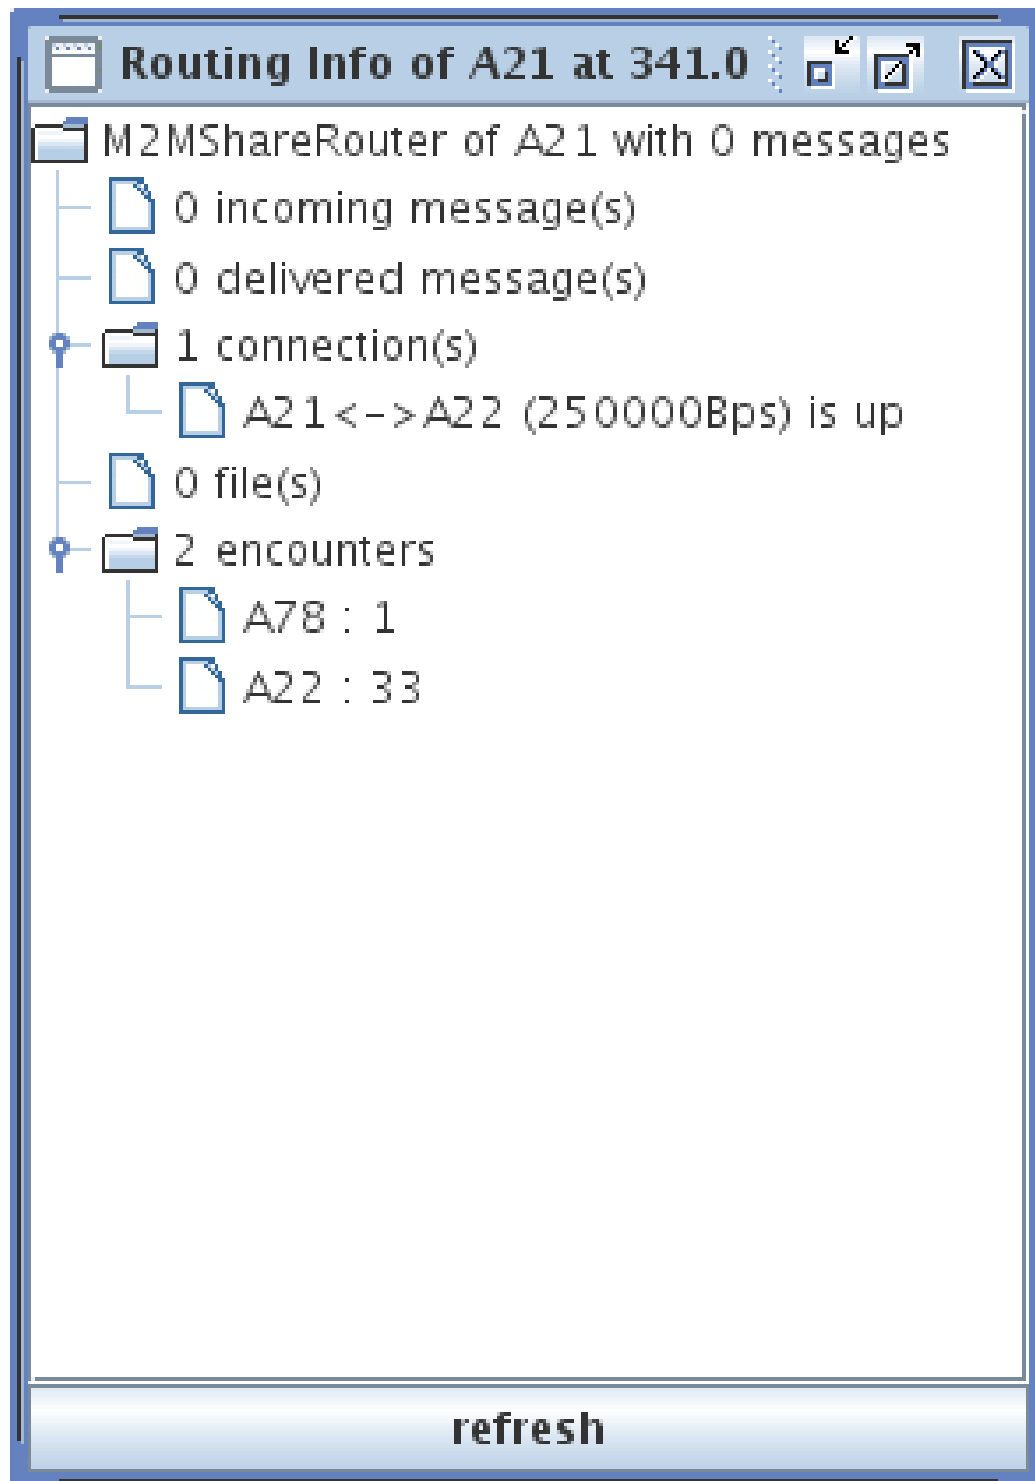 Routing Info of A21 at 341.0
M2MShareRouter of A21 with 0 messages
0 incoming message(s)
0 delivered message(s)
1 connection(s)
A21<->A22 (250000Bps) is up
0 file(s)
2 encounters
A78 : 1
A22 : 33
refresh